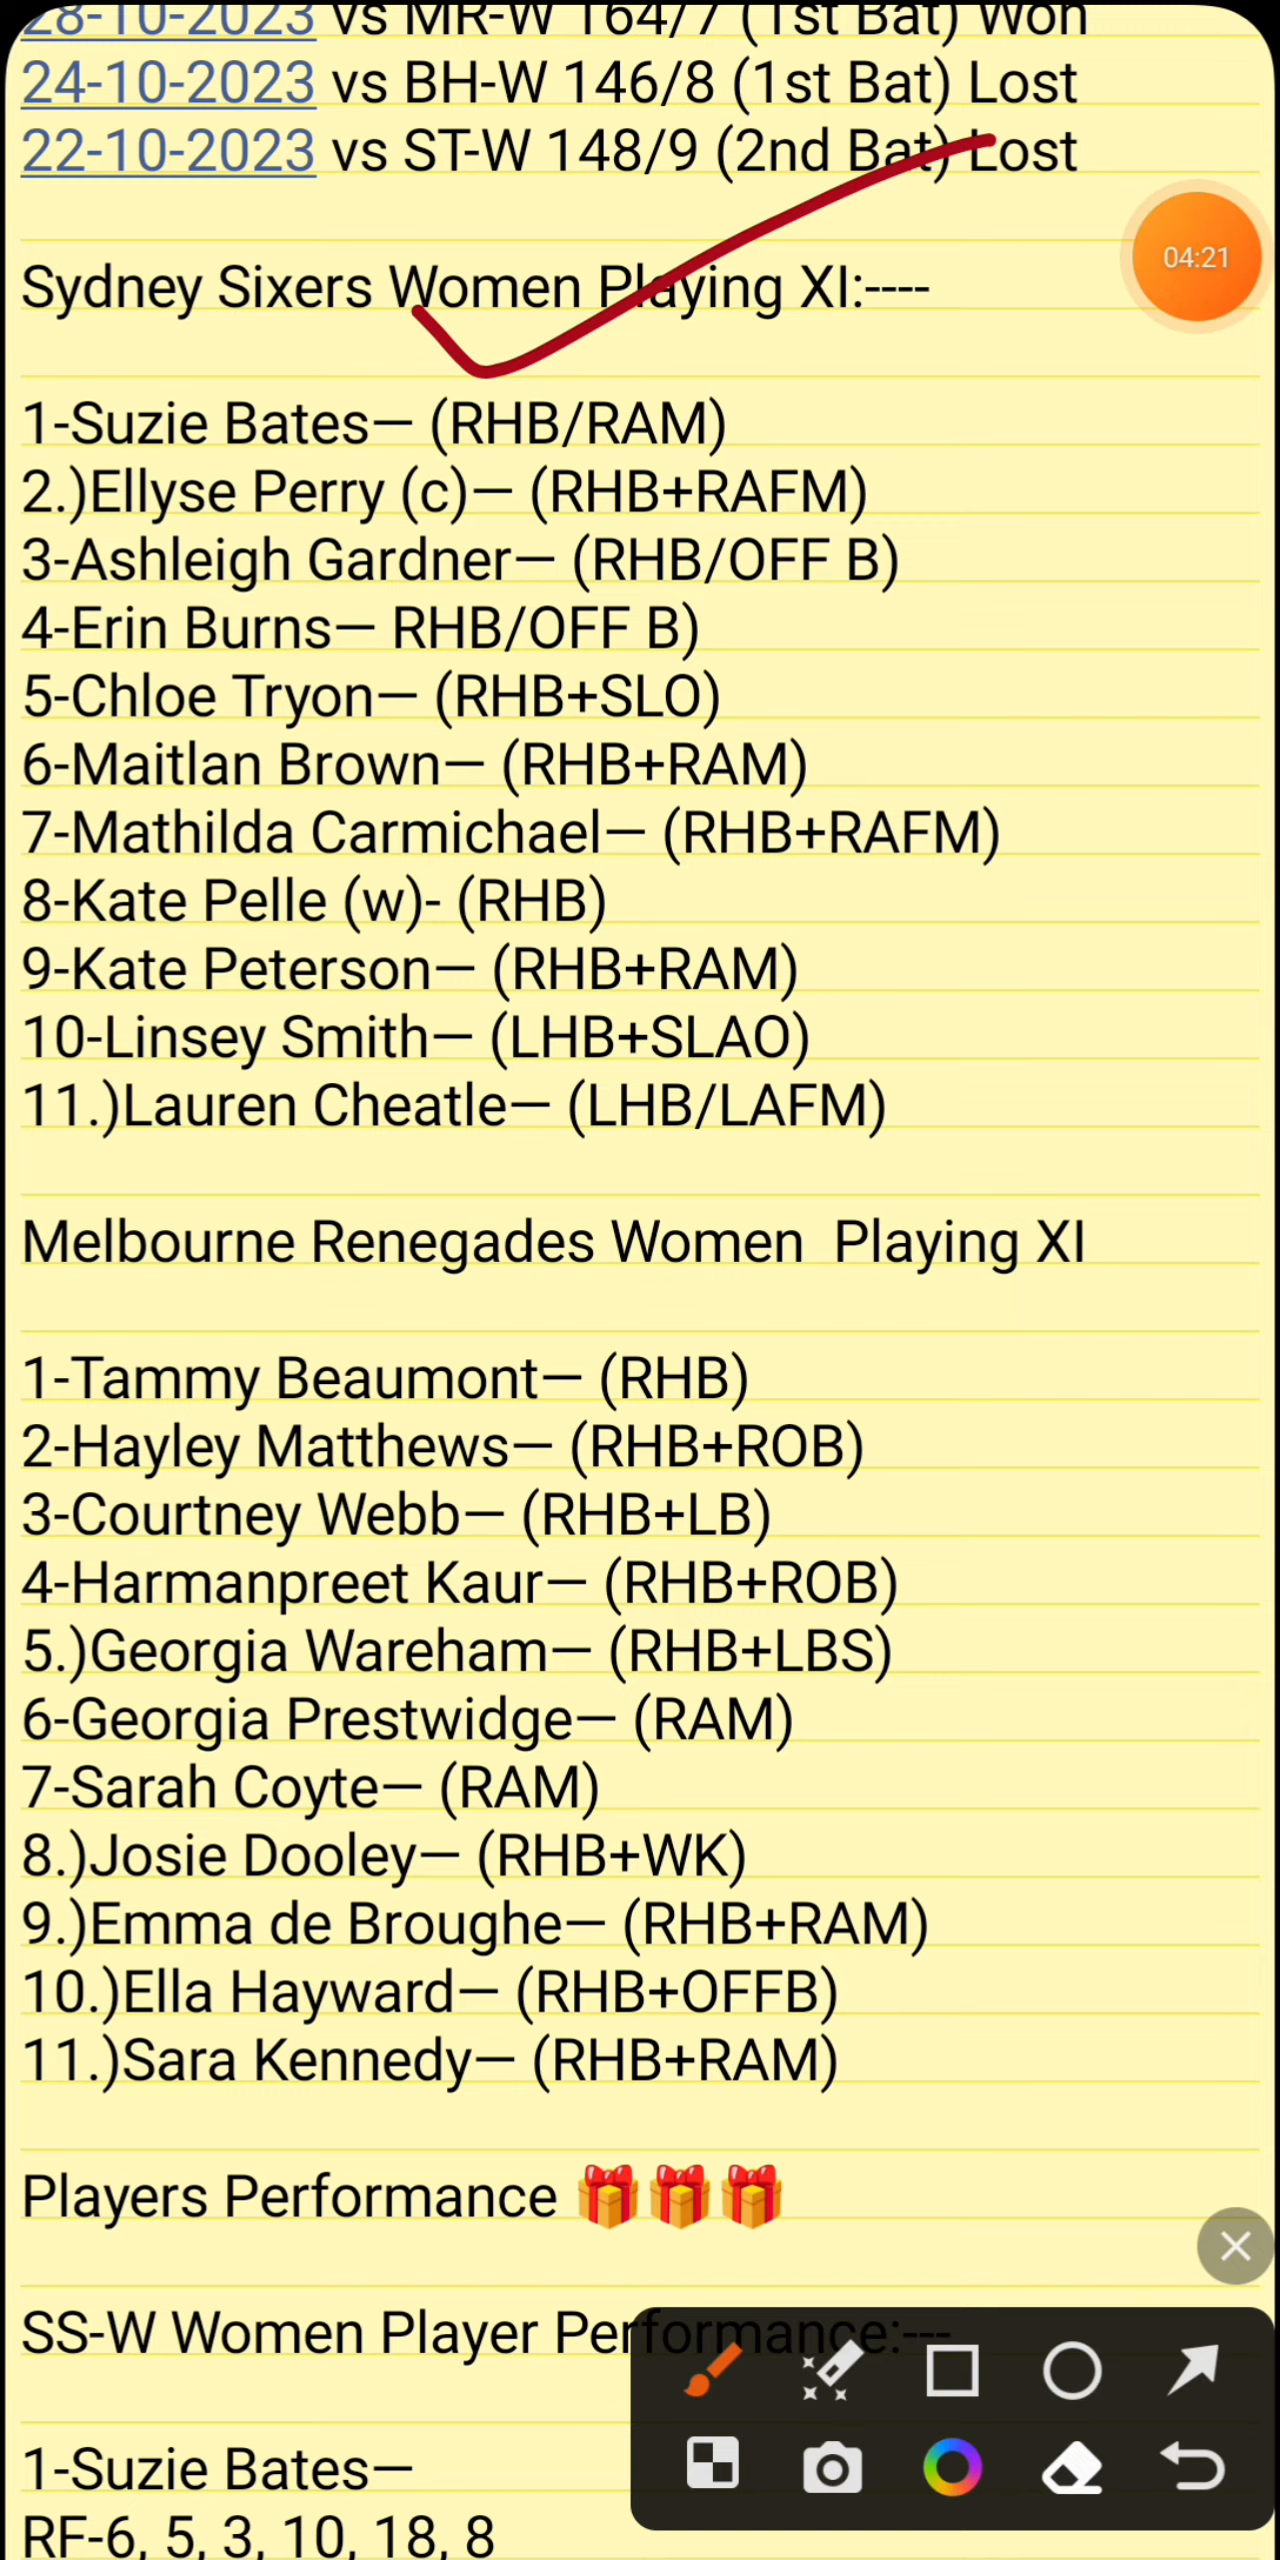 28-10-2023 vs MR-W 164/7 (1st Bat) Won
24-10-2023 vs BH-W 146/8 (1st Bat) Lost
22-10-2023 vs ST-W 148/9 (2nd Bat) Lost
Sydney Sixers Women Playing XI:----
04:21
1-Suzie Bates— (RHB/RAM)
2.)Ellyse Perry (c)— (RHB+RAFM)
3-Ashleigh Gardner— (RHB/OFF B)
4-Erin Burns— RHB/OFF B)
5-Chloe Tryon— (RHB+SLO)
6-Maitlan Brown— (RHB+RAM)
7-Mathilda Carmichael— (RHB+RAFM)
8-Kate Pelle (w)- (RHB)
9-Kate Peterson— (RHB+RAM)
10-Linsey Smith— (LHB+SLAO)
11.)Lauren Cheatle— (LHB/LAFM)
Melbourne Renegades Women  Playing XI
1-Tammy Beaumont— (RHB)
2-Hayley Matthews— (RHB+ROB)
3-Courtney Webb— (RHB+LB)
4-Harmanpreet Kaur— (RHB+ROB)
5.)Georgia Wareham— (RHB+LBS)
6-Georgia Prestwidge— (RAM)
7-Sarah Coyte— (RAM)
8.)Josie Dooley— (RHB+WK)
9.)Emma de Broughe— (RHB+RAM)
10.)Ella Hayward— (RHB+OFFB)
11.)Sara Kennedy— (RHB+RAM)
Players Performance 🎁🎁🎁
SS-W Women Player Performance:---
1-Suzie Bates—
RF-6, 5, 3, 10, 18, 8